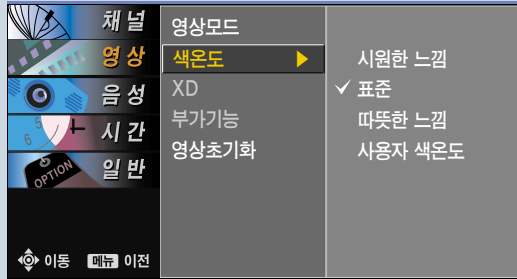 채널
영상
음성
시간
일반
이동
메뉴 이전
영상모드
색온도
XD
부가기능
영상초기화
시원한 느낌
표준
따뜻한 느낌
사용자 색온도
5
6
OPTION